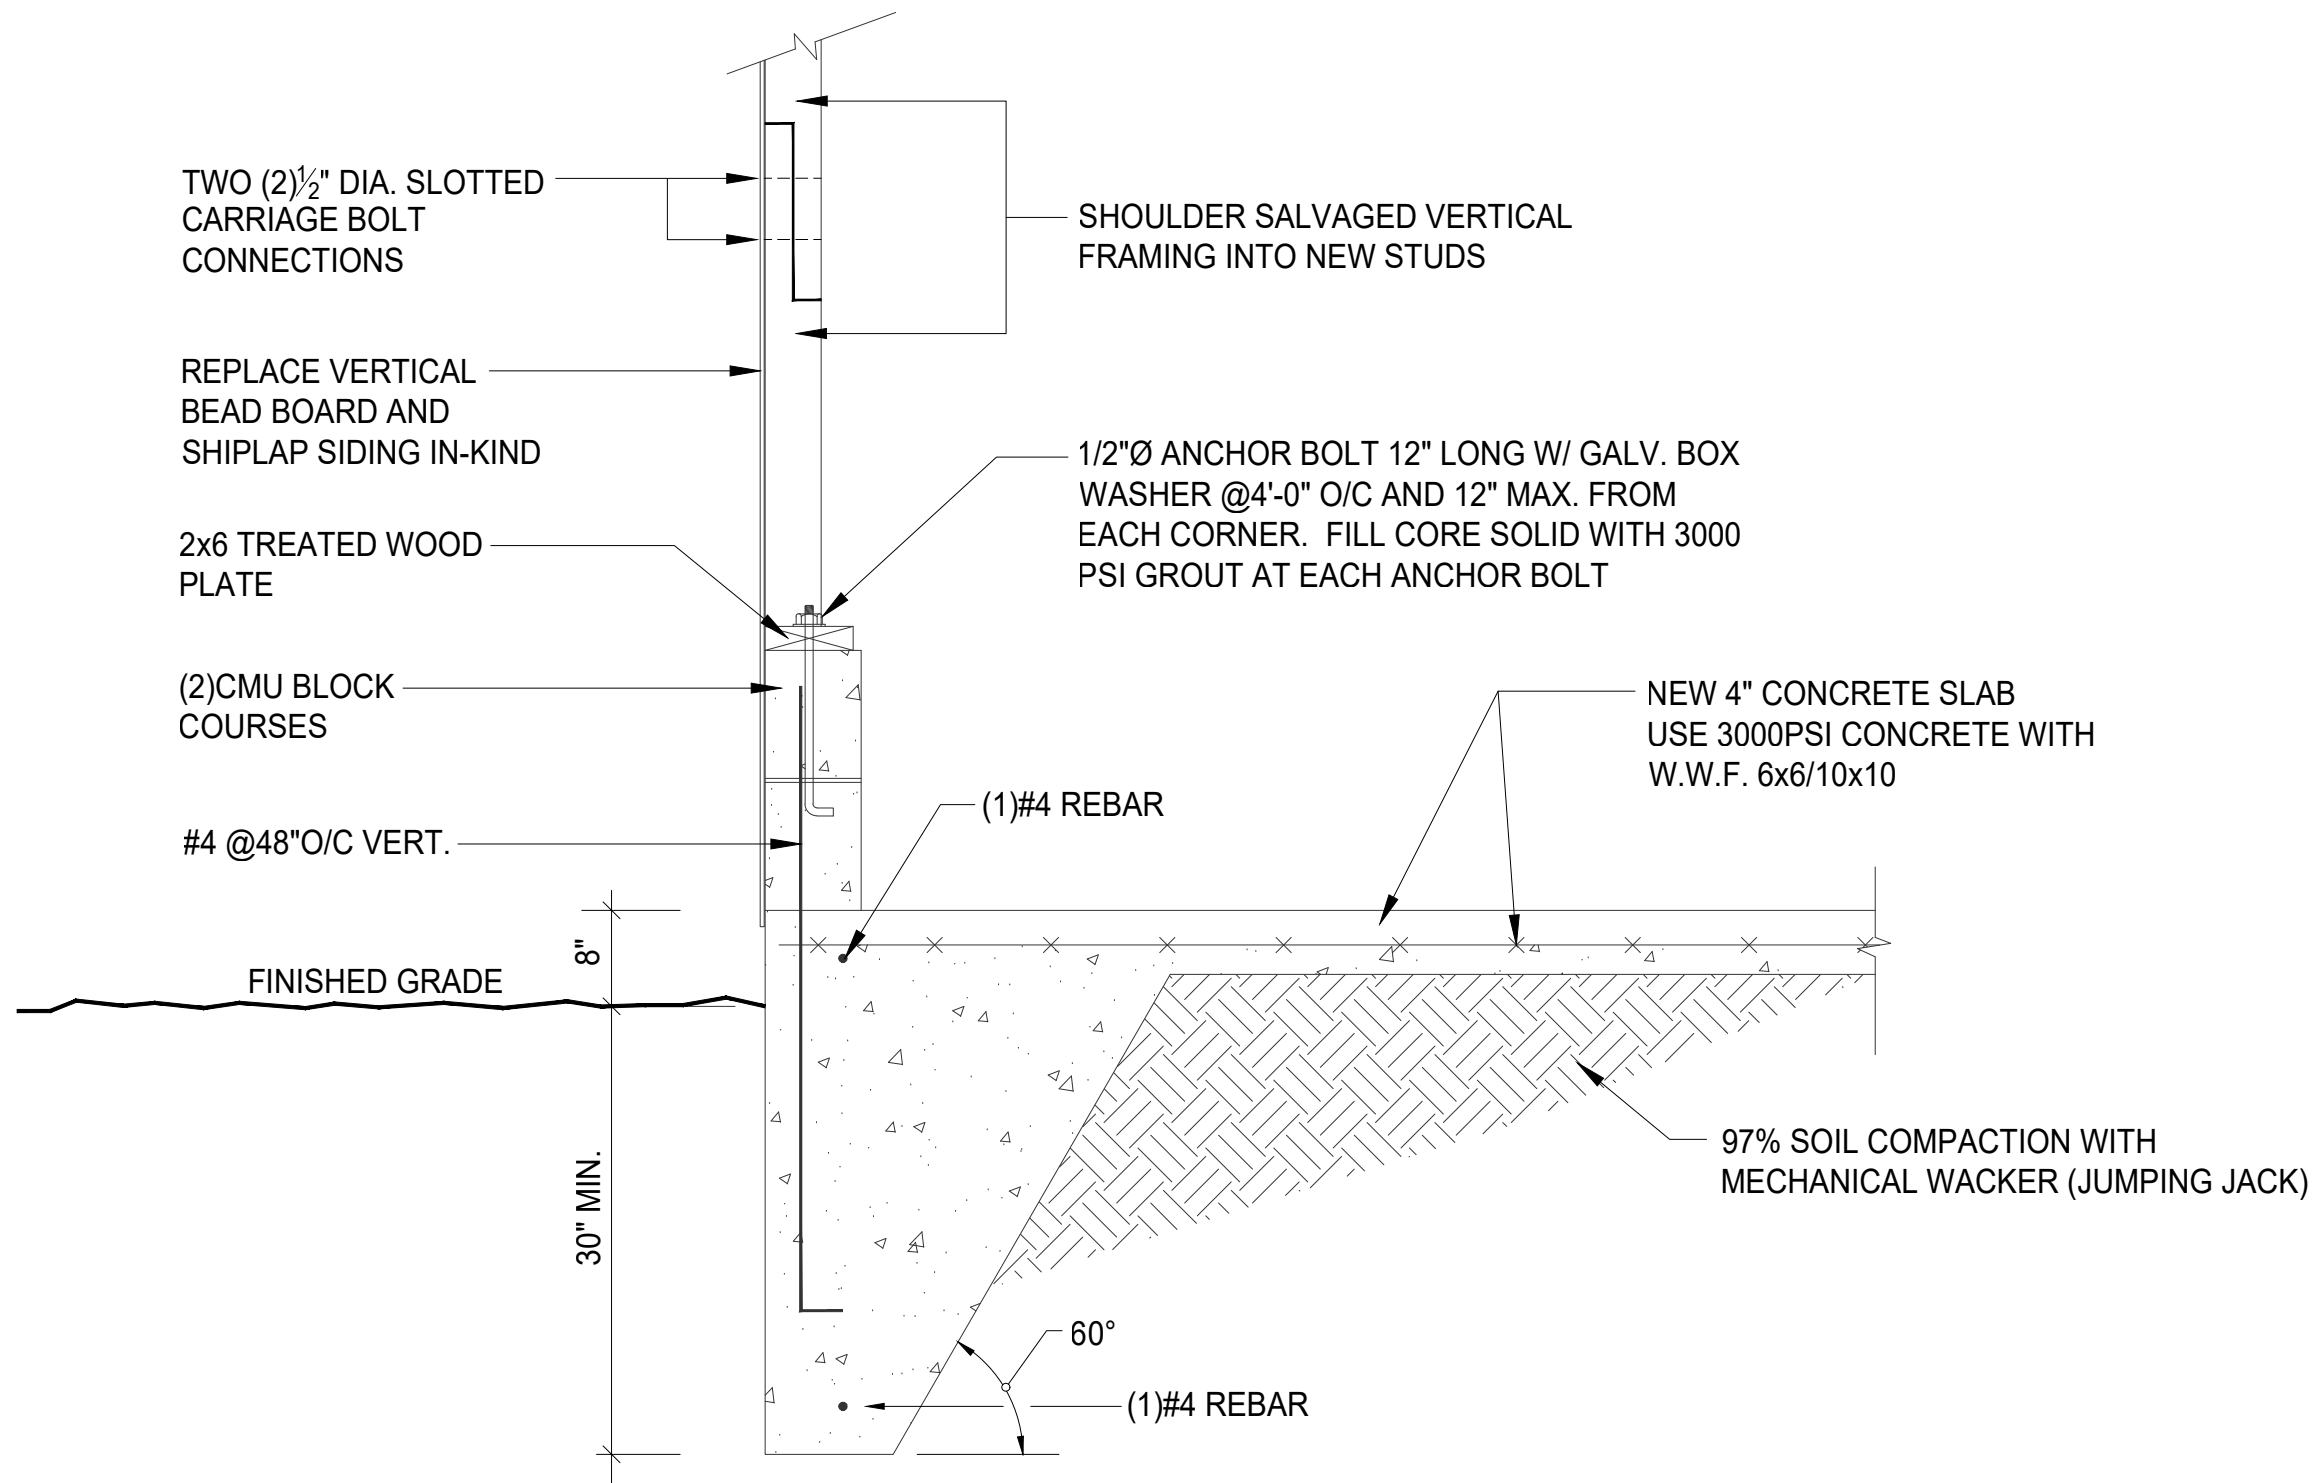 TWO (2)½" DIA. SLOTTED
CARRIAGE BOLT
CONNECTIONS
SHOULDER SALVAGED VERTICAL
FRAMING INTO NEW STUDS
REPLACE VERTICAL
BEAD BOARD AND
SHIPLAP SIDING IN-KIND
1/2"Ø ANCHOR BOLT 12" LONG W/ GALV. BOX
WASHER @4'-0" O/C AND 12" MAX. FROM
EACH CORNER.  FILL CORE SOLID WITH 3000
PSI GROUT AT EACH ANCHOR BOLT
2x6 TREATED WOOD
PLATE
(2)CMU BLOCK
COURSES
NEW 4" CONCRETE SLAB
USE 3000PSI CONCRETE WITH
W.W.F. 6x6/10x10
(1)#4 REBAR
#4 @48"O/C VERT.
8"
FINISHED GRADE
97% SOIL COMPACTION WITH
MECHANICAL WACKER (JUMPING JACK)
30" MIN.
60°
(1)#4 REBAR